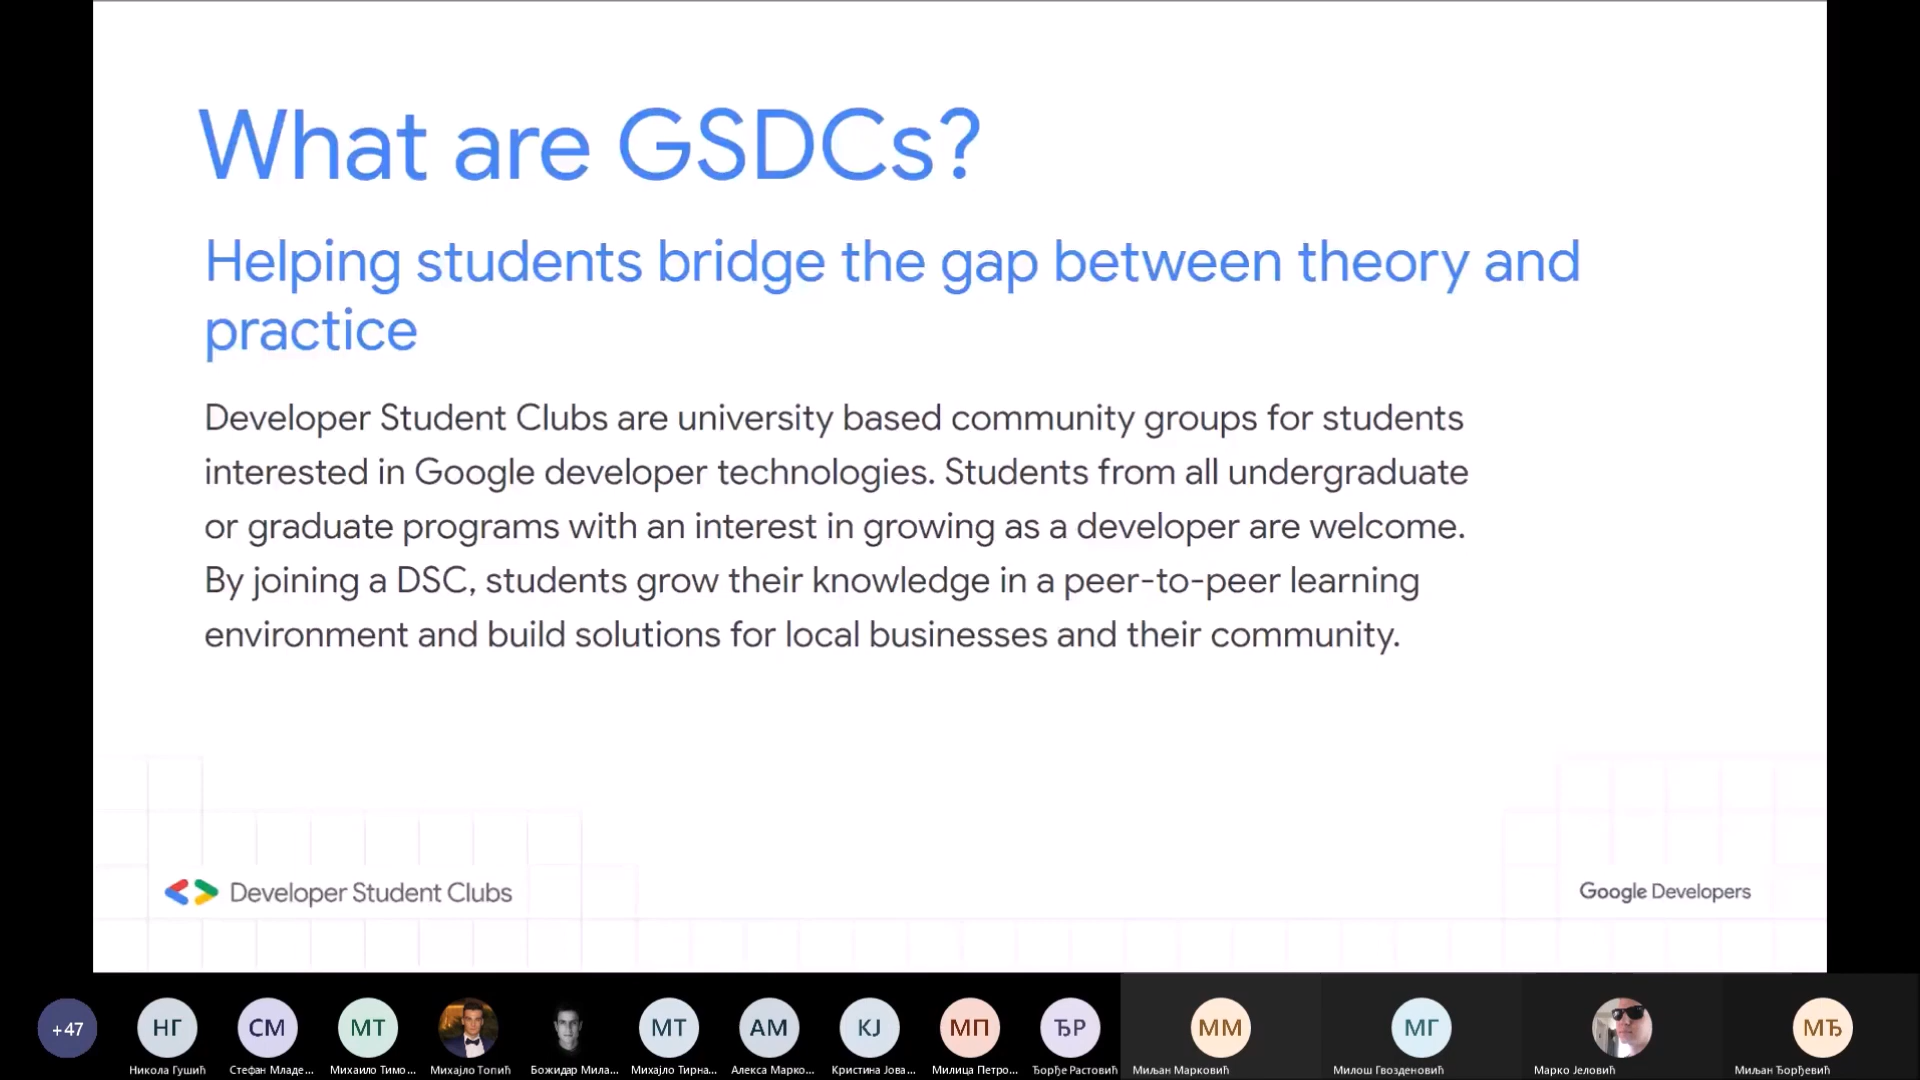 What are GSDCs?
Helping students bridge the gap between theory and
practice
Developer Student Clubs are university based community groups for students
interested in Google developer technologies. Students from all undergraduate
or graduate programs with an interest in growing as a developer are welcome.
By joining a DSC, students grow their knowledge in a peer-to-peer learning
environment and build solutions for local businesses and their community.
Developer Student Clubs
Google Developers
+47
НГ
СМ
МТ
МТ
АМ
КЈ
МП
ЂР
ММ
МГ
МЂ
Никола Гушић
Стефан Младе...
Михаило Тимо...
Михајло Топић
Божидар Мила...
Михајло Тирна...
Алекса Марко...
Кристина Јова...
Милица Петро...
Ђорђе Растовић
Миљан Марковић
Милош Гвозденовић
Марко Јеловић
Миљан Ђорђевић